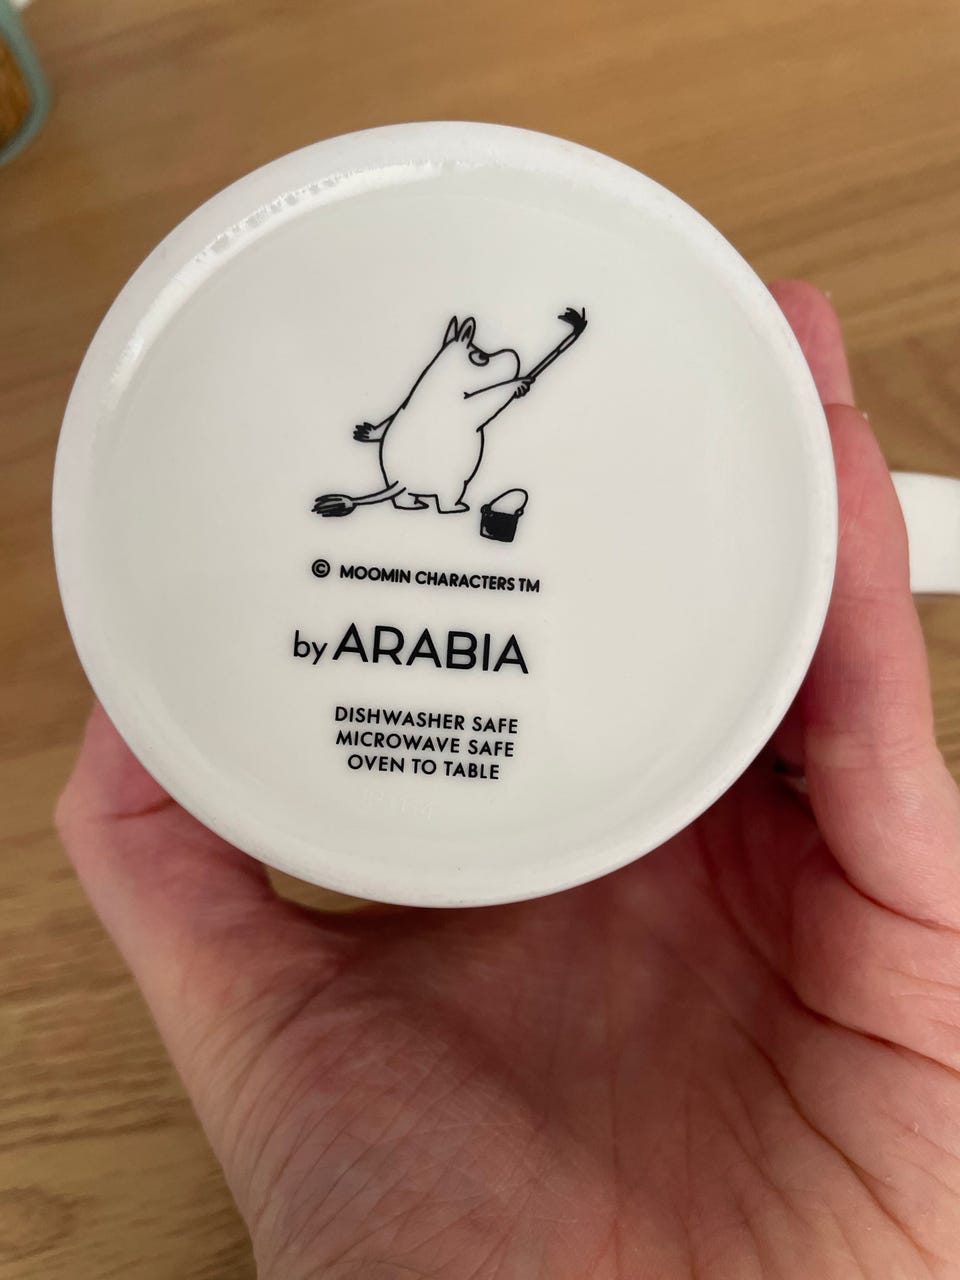 © MOOMIN CHARACTERS TM
by ARABIA
DISHWASHER SAFE
MICROWAVE SAFE
OVEN TO TABLE